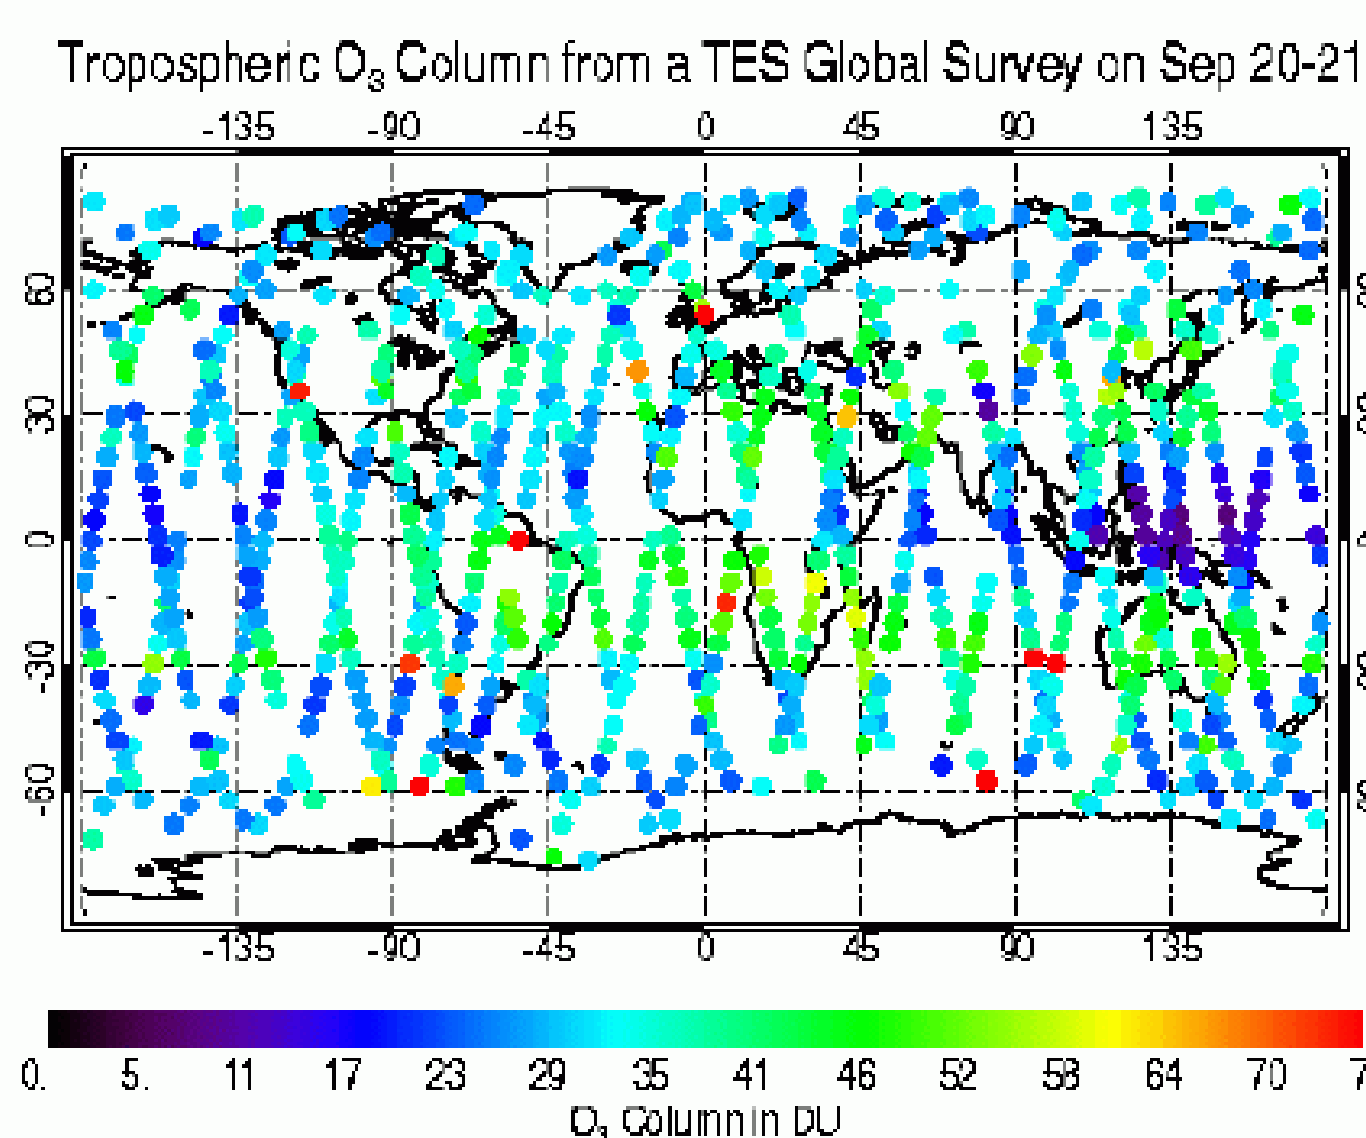 Tropospheric O3 Column from a TES Global Survey on Sep 20-21
-135 -90 -45 0 45 90 135
60
30
0
-30
-60
-135 -90 -45 0 45 90 135
0. 5. 11 17 23 29 35 41 46 52 58 64 70 7
O3 Column in DU